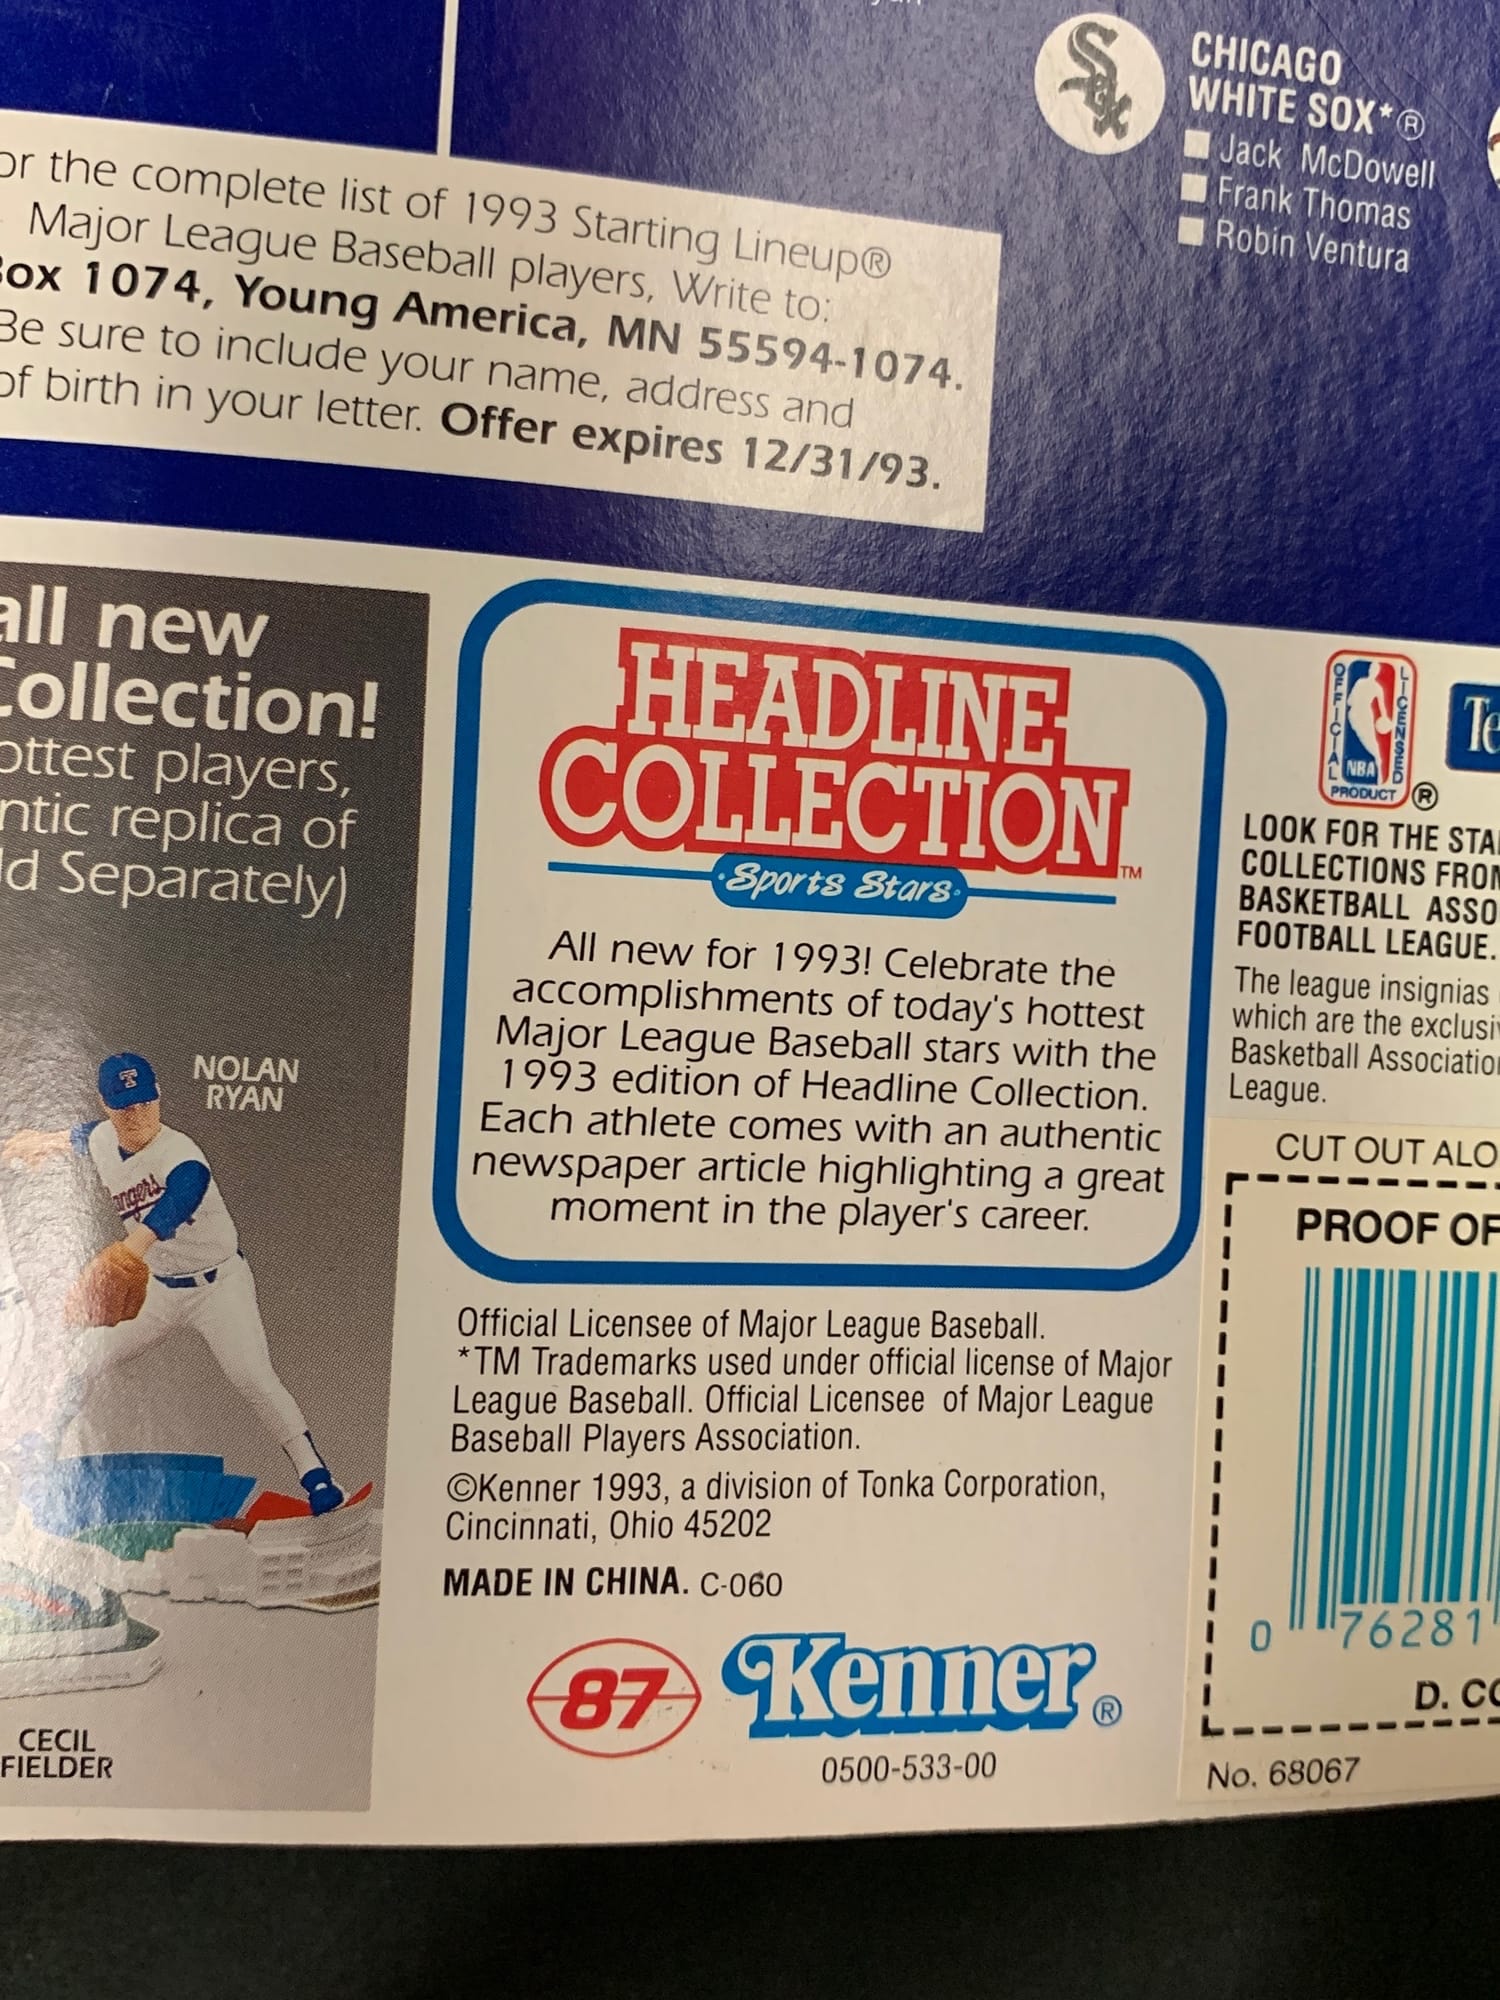 CHICAGO
WHITE SOX*®
Jack McDowell
Frank Thomas
Robin Ventura
Sox
or the complete list of 1993 Starting Lineup®
Major League Baseball players, Write to:
ox 1074, Young America, MN 55594-1074.
Be sure to include your name, address and
of birth in your letter. Offer expires 12/31/93.
all new
Collection!
ottest players,
ntic replica of
ld Separately)
NOLAN
RYAN
T
angers
CECIL
FIELDER
HEADLINE
COLLECTION™
·Sports Stars·
All new for 1993! Celebrate the
accomplishments of today's hottest
Major League Baseball stars with the
1993 edition of Headline Collection.
Each athlete comes with an authentic
newspaper article highlighting a great
moment in the player's career.
Official Licensee of Major League Baseball.
*TM Trademarks used under official license of Major
League Baseball. Official Licensee of Major League
Baseball Players Association.
©Kenner 1993, a division of Tonka Corporation,
Cincinnati, Ohio 45202
MADE IN CHINA. C-060
87
Kenner®
0500-533-00
OFFICIAL LICENSED
NBA
PRODUCT ®
Te
LOOK FOR THE STA
COLLECTIONS FROM
BASKETBALL ASSO
FOOTBALL LEAGUE.
The league insignias
which are the exclusiv
Basketball Association
League.
CUT OUT ALO
PROOF OF
0 76281
D. CO
No. 68067